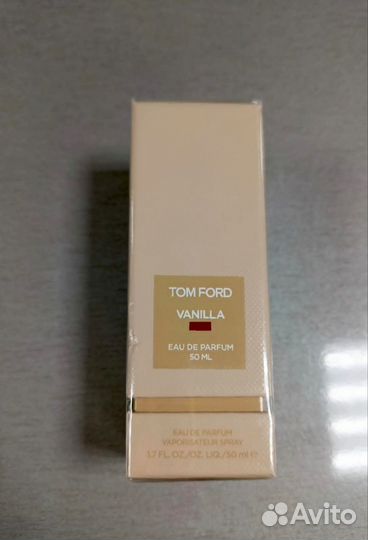 TOM FORD
VANILLA
EAU DE PARFUM
50 ML
EAU DE PARFUM
VAPORISATEUR SPRAY
1.7 FL. OZ./OZ. LIQ./50 ml e
Avito